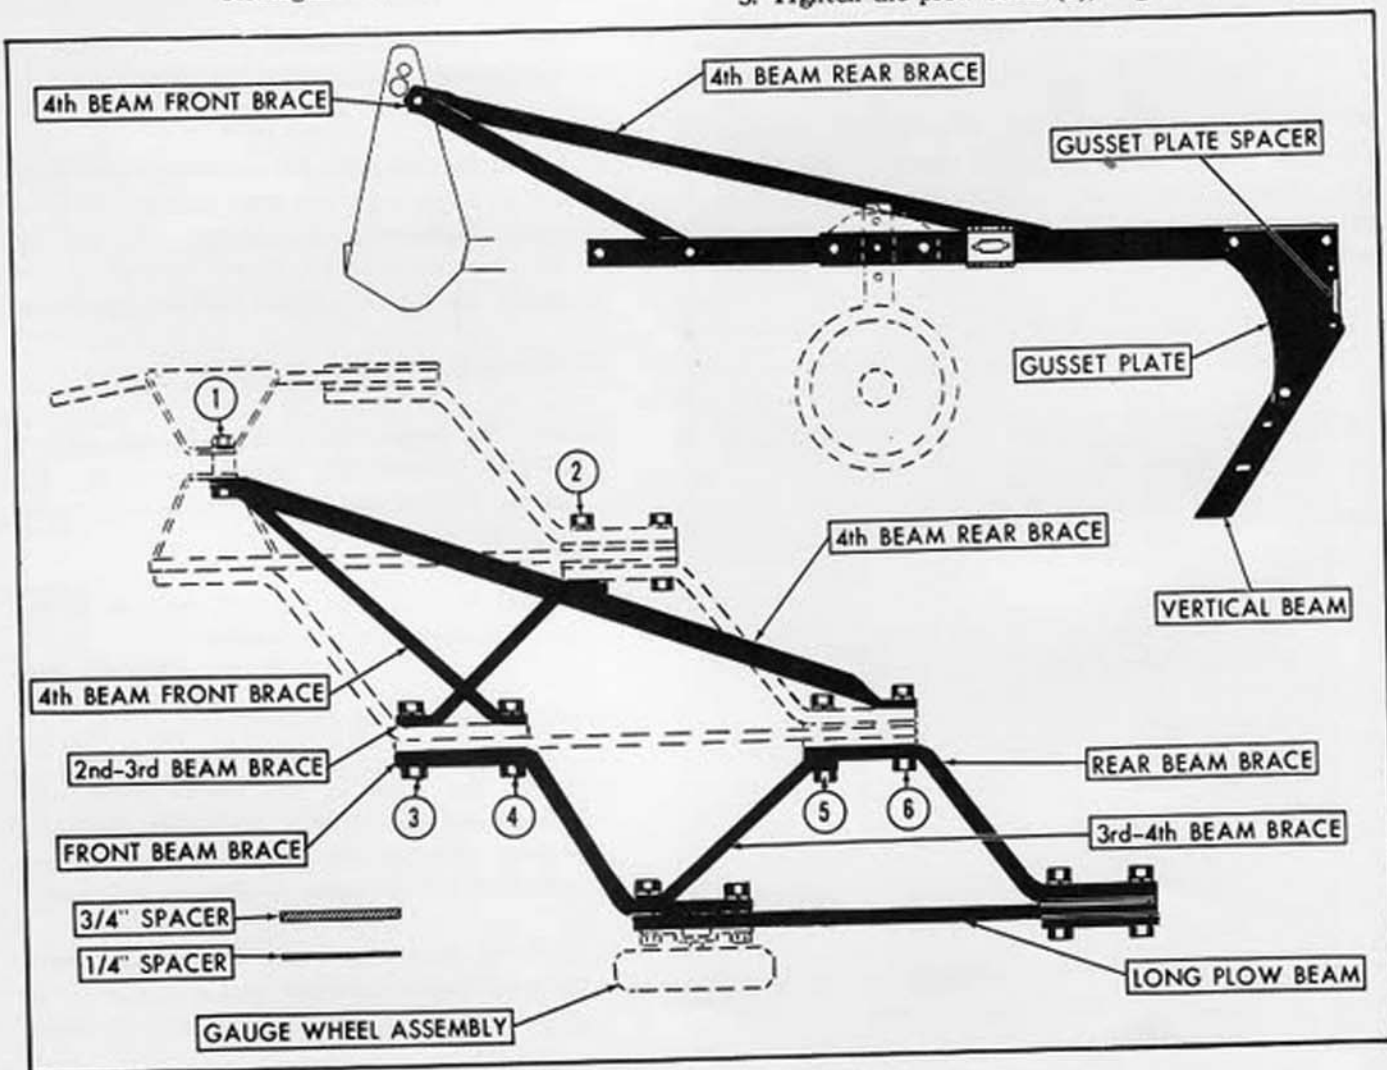 4th BEAM FRONT BRACE
4th BEAM REAR BRACE
GUSSET PLATE SPACER
GUSSET PLATE
1
2
4th BEAM REAR BRACE
VERTICAL BEAM
4th BEAM FRONT BRACE
2nd-3rd BEAM BRACE
REAR BEAM BRACE
3
4
5
6
FRONT BEAM BRACE
3rd-4th BEAM BRACE
3/4" SPACER
1/4" SPACER
LONG PLOW BEAM
GAUGE WHEEL ASSEMBLY